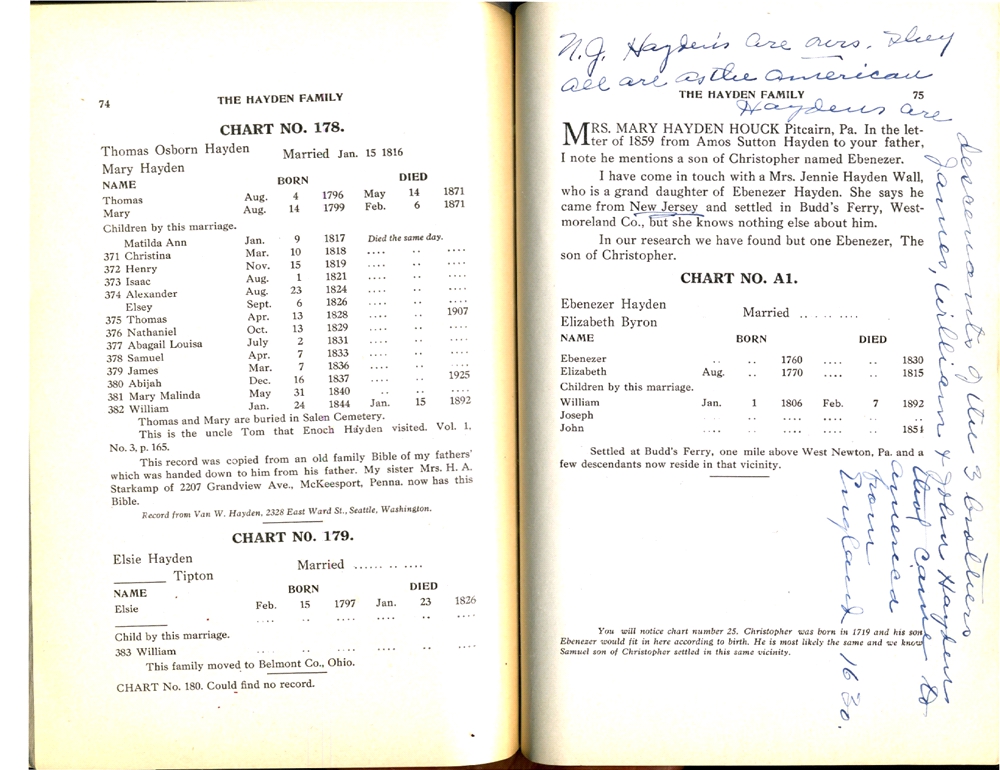 74 THE HAYDEN FAMILY
CHART NO. 178.
Thomas Osborn Hayden Married Jan. 15 1816
Mary Hayden
NAME BORN DIED
Thomas Aug. 4 1796 May 14 1871
Mary Aug. 14 1799 Feb. 6 1871
Children by this marriage.
Matilda Ann Jan. 9 1817 Died the same day.
371 Christina Mar. 10 1818 .... .. ....
372 Henry Nov. 15 1819 .... .. ....
373 Isaac Aug. 1 1821 .... .. ....
374 Alexander Aug. 23 1824 .... .. ....
Elsey Sept. 6 1826 .... .. ....
375 Thomas Apr. 13 1828 .... .. 1907
376 Nathaniel Oct. 13 1829 .... .. ....
377 Abagail Louisa July 2 1831 .... .. ....
378 Samuel Apr. 7 1833 .... .. ....
379 James Mar. 7 1836 .... .. ....
380 Abijah Dec. 16 1837 .... .. 1925
381 Mary Malinda May 31 1840 .. .. ....
382 William Jan. 24 1844 Jan. 15 1892
Thomas and Mary are buried in Salen Cemetery.
This is the uncle Tom that Enoch Hayden visited. Vol. 1.
No. 3, p. 165.
This record was copied from an old family Bible of my fathers'
which was handed down to him from his father. My sister Mrs. H. A.
Starkamp of 2207 Grandview Ave., McKeesport, Penna. now has this
Bible.
Record from Van W. Hayden, 2328 East Ward St., Seattle, Washington.
CHART NO. 179.
Elsie Hayden Married ...... .. ....
________ Tipton
NAME BORN DIED
Elsie Feb. 15 1797 Jan. 23 1826
________ .... .. .... .... .. ....
Child by this marriage.
383 William .... .. .... .... .. ....
This family moved to Belmont Co., Ohio.
CHART No. 180. Could find no record.
N.J. Hayden's are ours. They
all are as the American
THE HAYDEN FAMILY 75
Haydens are
descendants of the 3 brothers
James, William & John Haydens
that came to
America
from
England 1630.
MRS. MARY HAYDEN HOUCK Pitcairn, Pa. In the let-
ter of 1859 from Amos Sutton Hayden to your father,
I note he mentions a son of Christopher named Ebenezer.
I have come in touch with a Mrs. Jennie Hayden Wall,
who is a grand daughter of Ebenezer Hayden. She says he
came from New Jersey and settled in Budd's Ferry, West-
moreland Co., but she knows nothing else about him.
In our research we have found but one Ebenezer, The
son of Christopher.
CHART NO. A1.
Ebenezer Hayden Married .. .. .. ....
Elizabeth Byron
NAME BORN DIED
Ebenezer .. .. 1760 .... .. 1830
Elizabeth Aug. .. 1770 .... .. 1815
Children by this marriage.
William Jan. 1 1806 Feb. 7 1892
Joseph .... .. .... .... .. ..
John .... .. .... .... .. 1851
Settled at Budd's Ferry, one mile above West Newton, Pa. and a
few descendants now reside in that vicinity.
You will notice chart number 25. Christopher was born in 1719 and his son
Ebenezer would fit in here according to birth. He is most likely the same and we know
Samuel son of Christopher settled in this same vicinity.